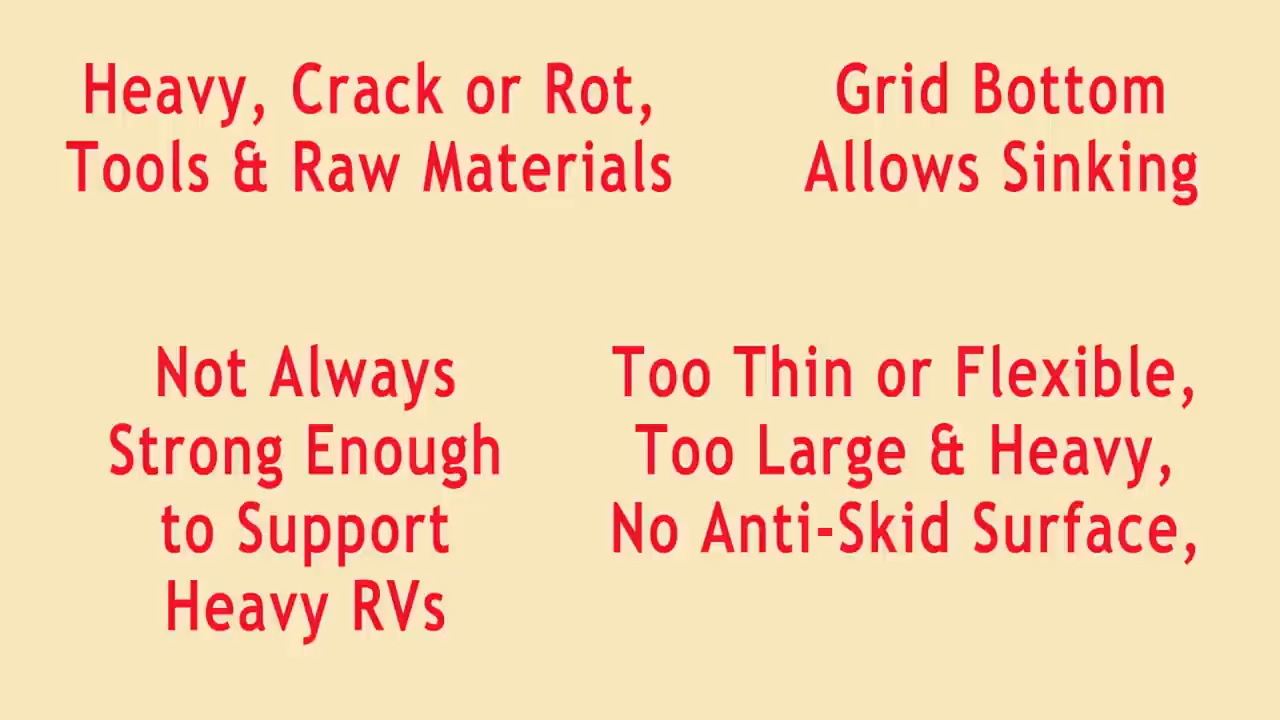 Heavy, Crack or Rot,
Tools & Raw Materials
Grid Bottom
Allows Sinking
Not Always
Strong Enough
to Support
Heavy RVs
Too Thin or Flexible,
Too Large & Heavy,
No Anti-Skid Surface,